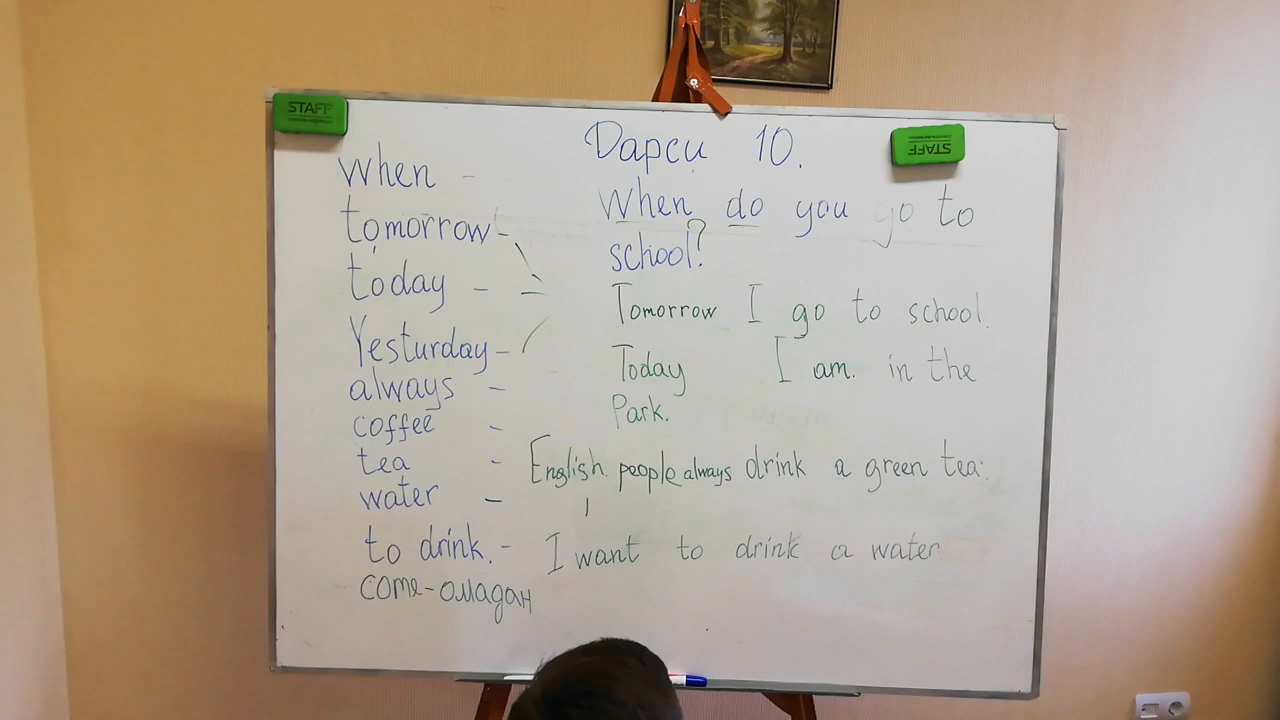 STAFF
STAFF
Дарси 10.
when -
tomorrow -
today -
Yesturday -
always -
coffee -
tea -
water -
to drink. -
come - омадан
When do you go to
school?
Tomorrow I go to school.
Today I am. in the
Park.
English people always drink a green tea.
I want to drink a water